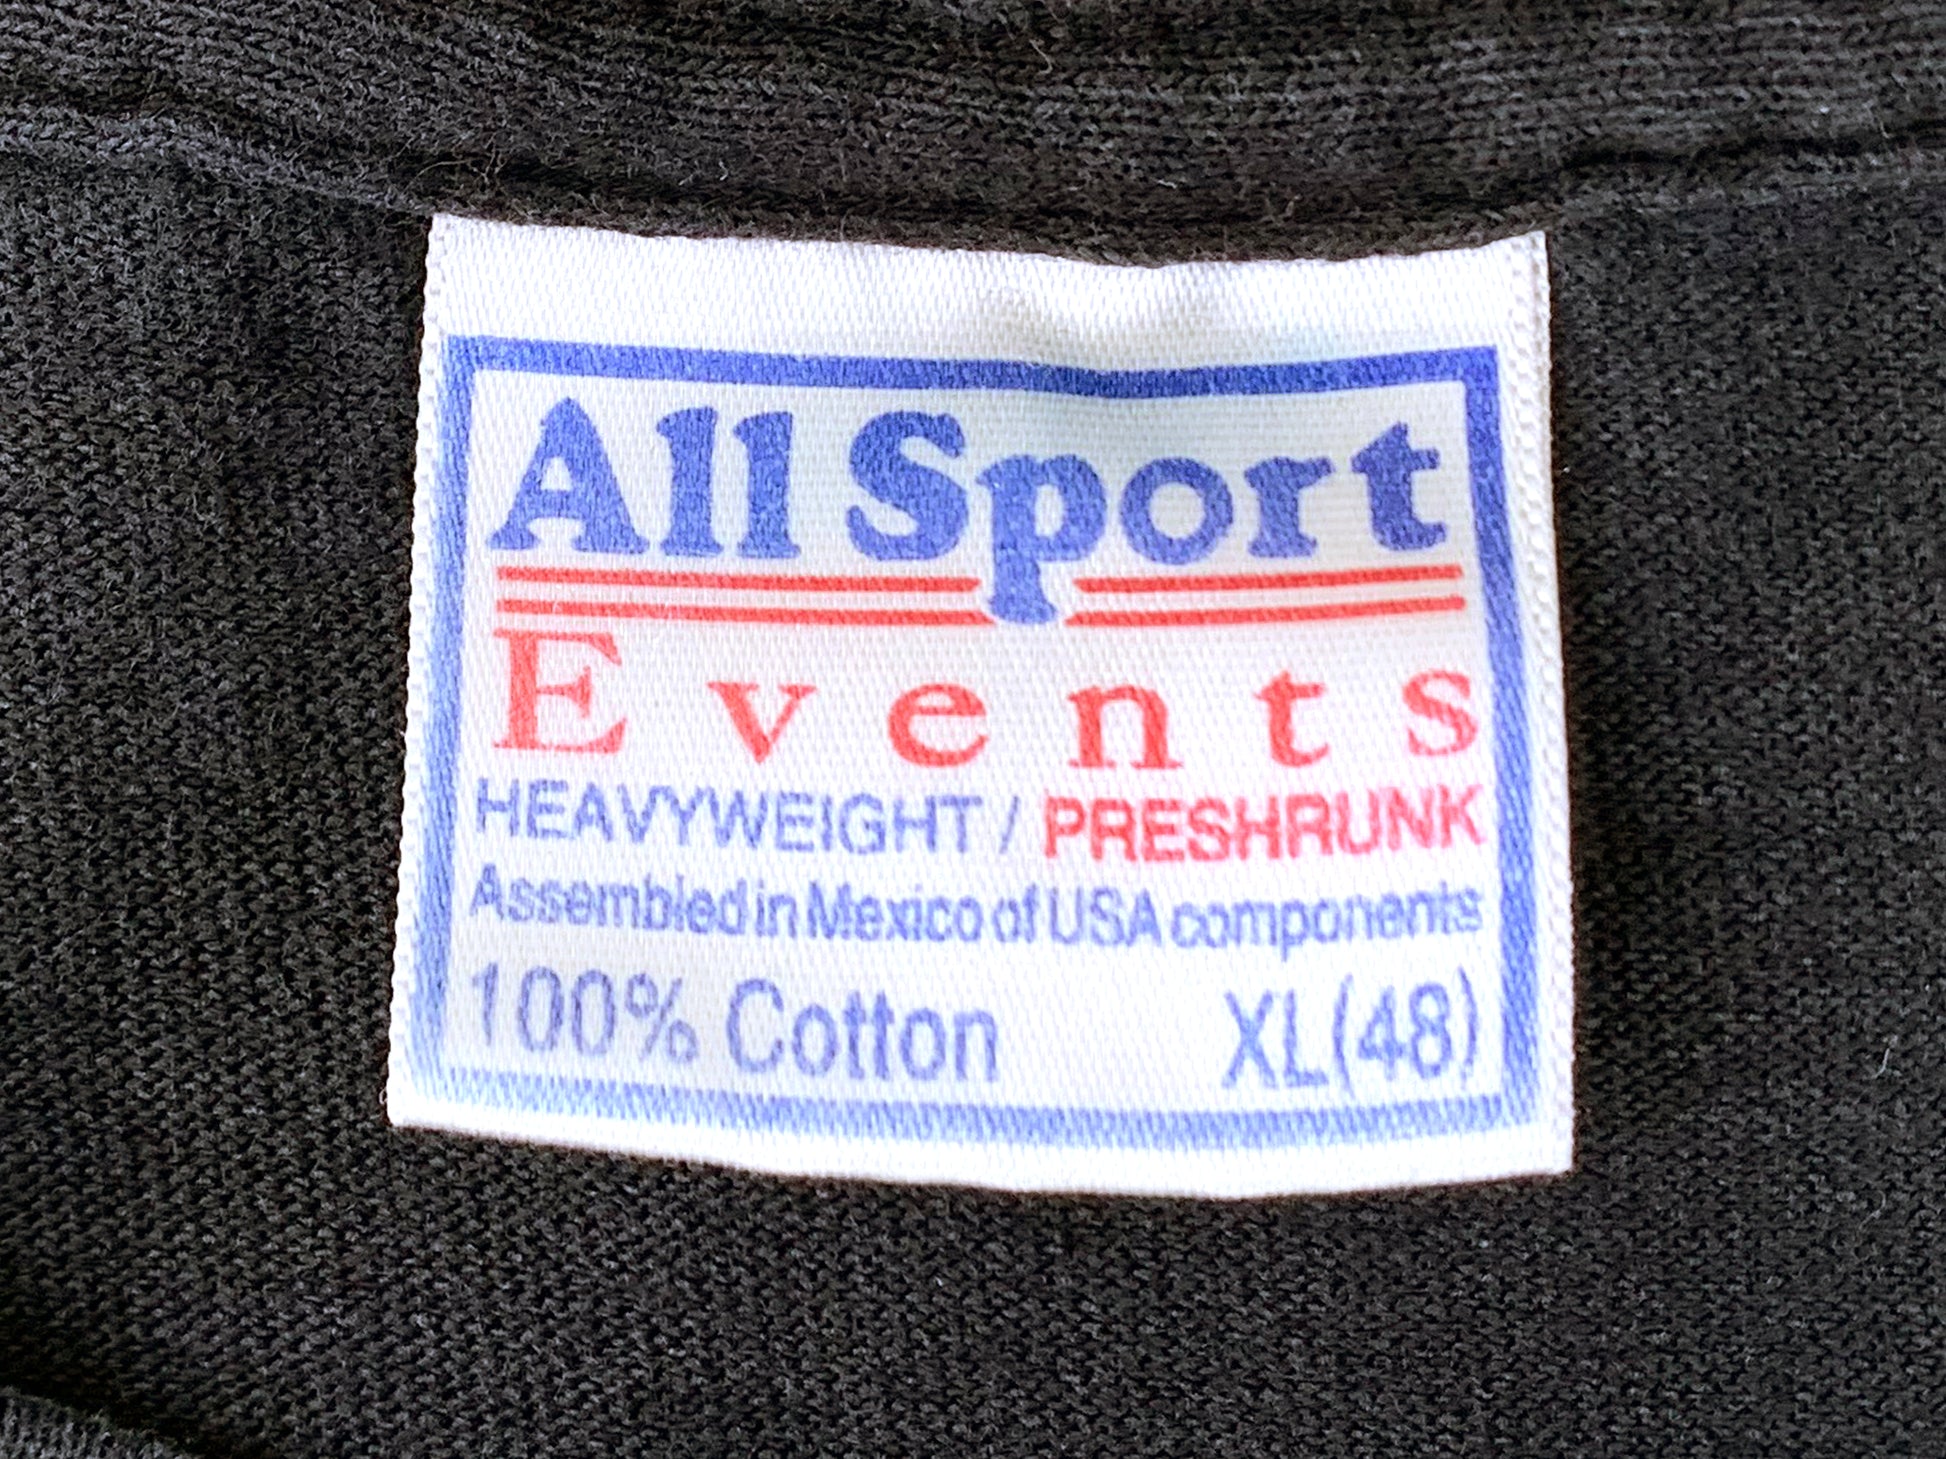 All Sport
Events
HEAVYWEIGHT / PRESHRUNK
Assembled in Mexico of USA components
100% Cotton XL(48)